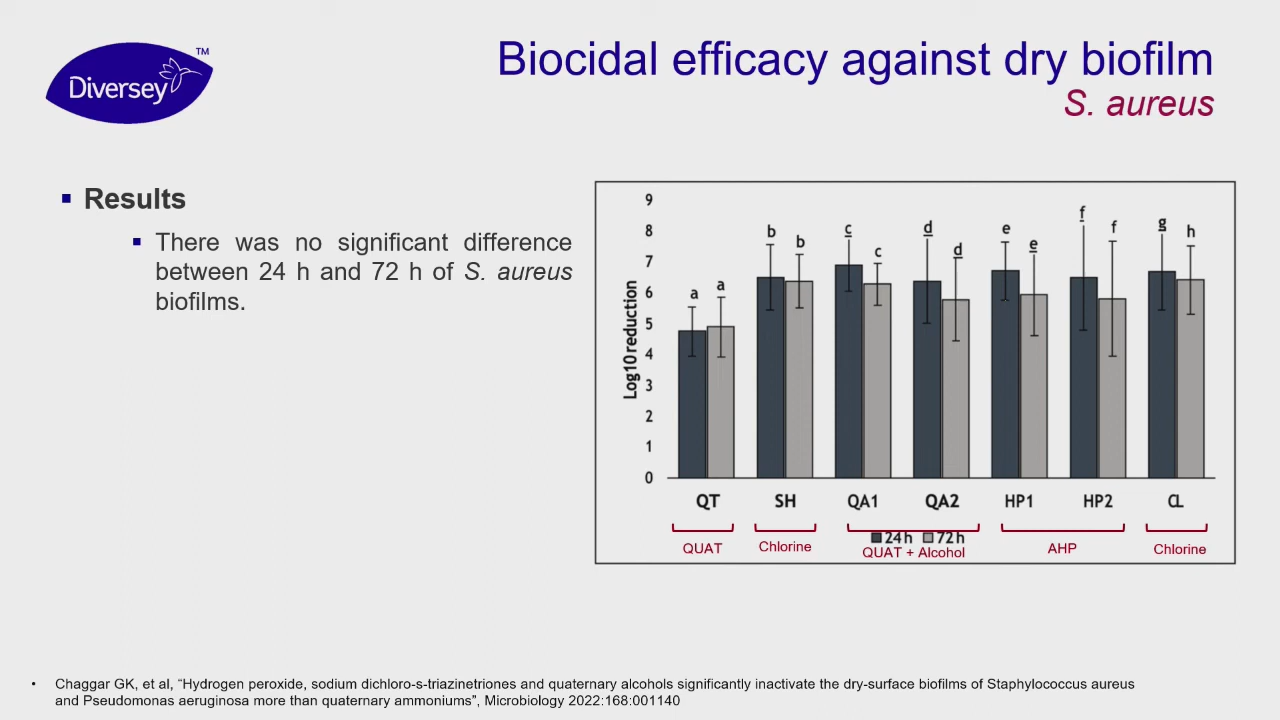 Diversey
TM
Biocidal efficacy against dry biofilm
S. aureus
Results
There was no significant difference
between 24 h and 72 h of S. aureus
biofilms.
Log10 reduction
9
8
7
6
5
4
3
2
1
0
a a b b c c d d e e f f g h
QT SH QA1 QA2 HP1 HP2 CL
24h 72h
QUAT Chlorine QUAT + Alcohol AHP Chlorine
Chaggar GK, et al, “Hydrogen peroxide, sodium dichloro-s-triazinetriones and quaternary alcohols significantly inactivate the dry-surface biofilms of Staphylococcus aureus
and Pseudomonas aeruginosa more than quaternary ammoniums”, Microbiology 2022:168:001140